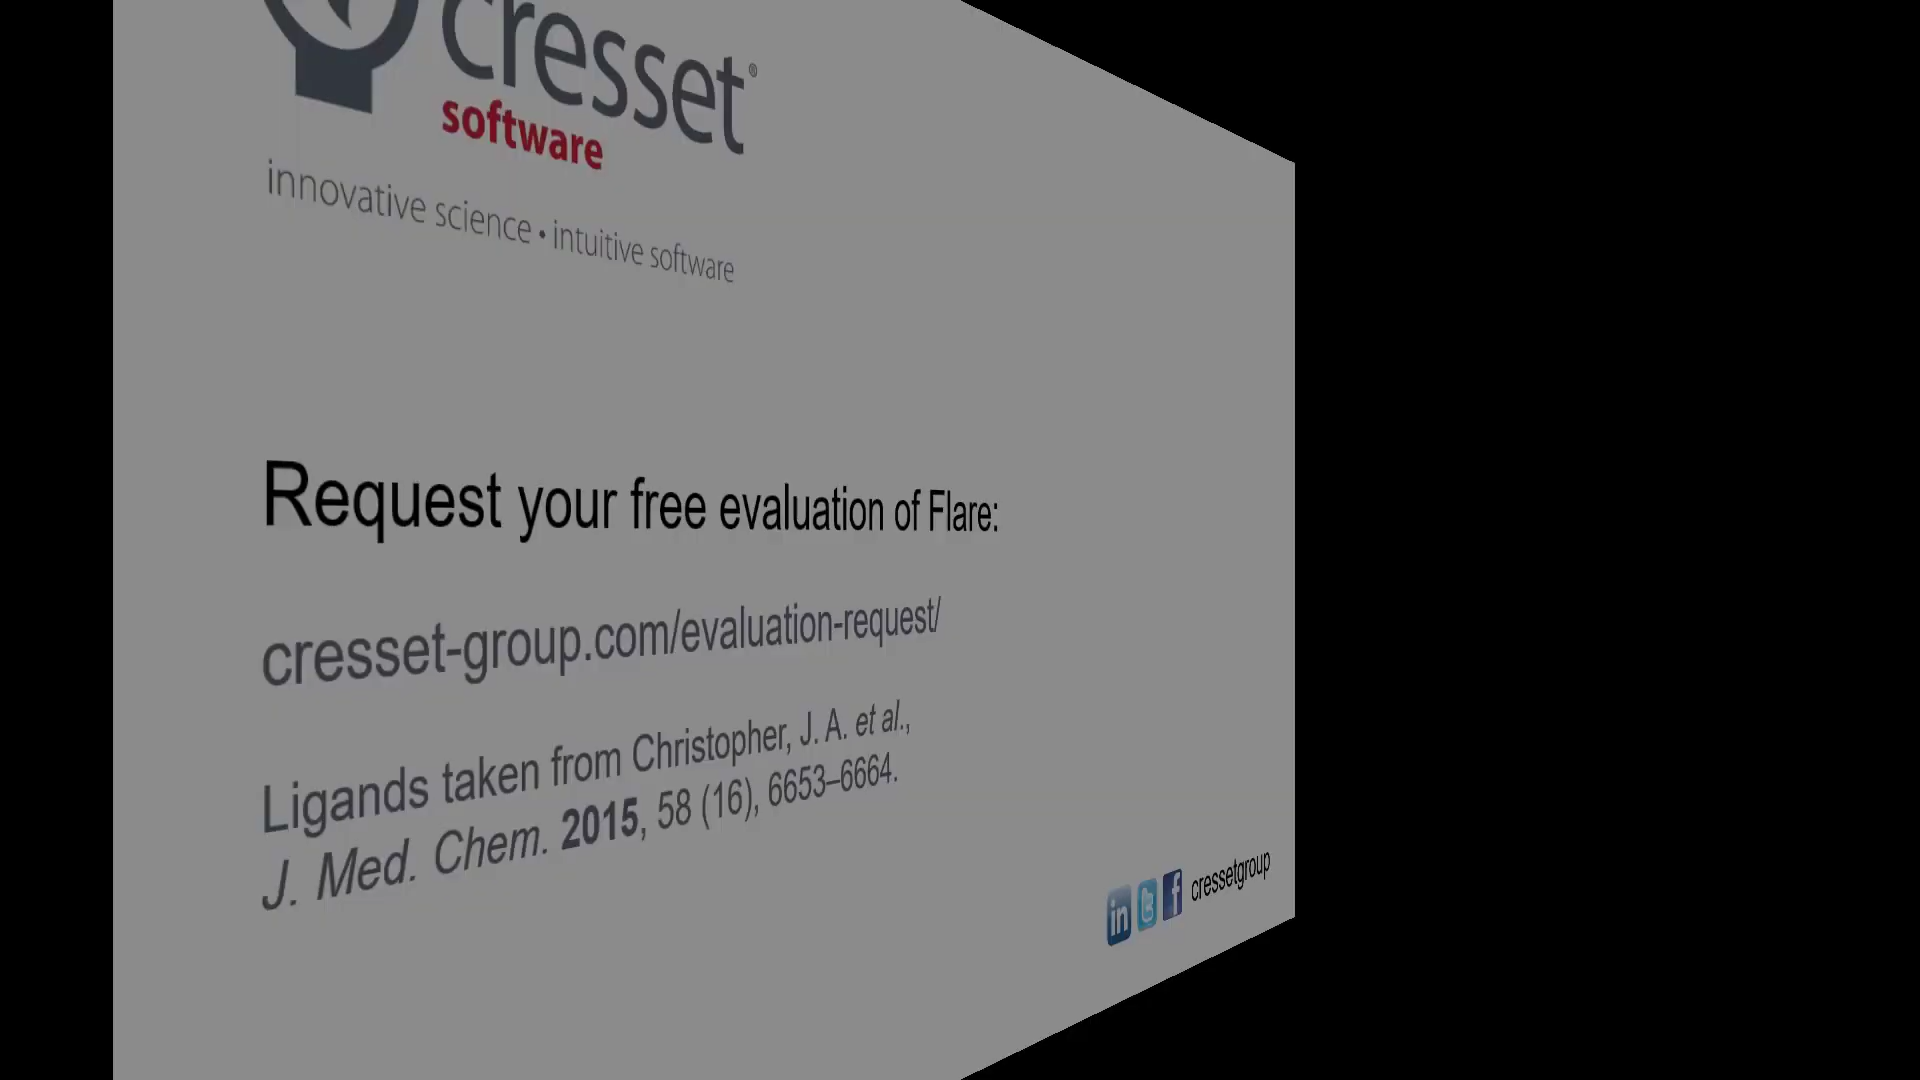 cresset®
software
innovative science • intuitive software
Request your free evaluation of Flare:
cresset-group.com/evaluation-request/
Ligands taken from Christopher, J. A. et al.,
J. Med. Chem. 2015, 58 (16), 6653–6664.
in t f cressetgroup